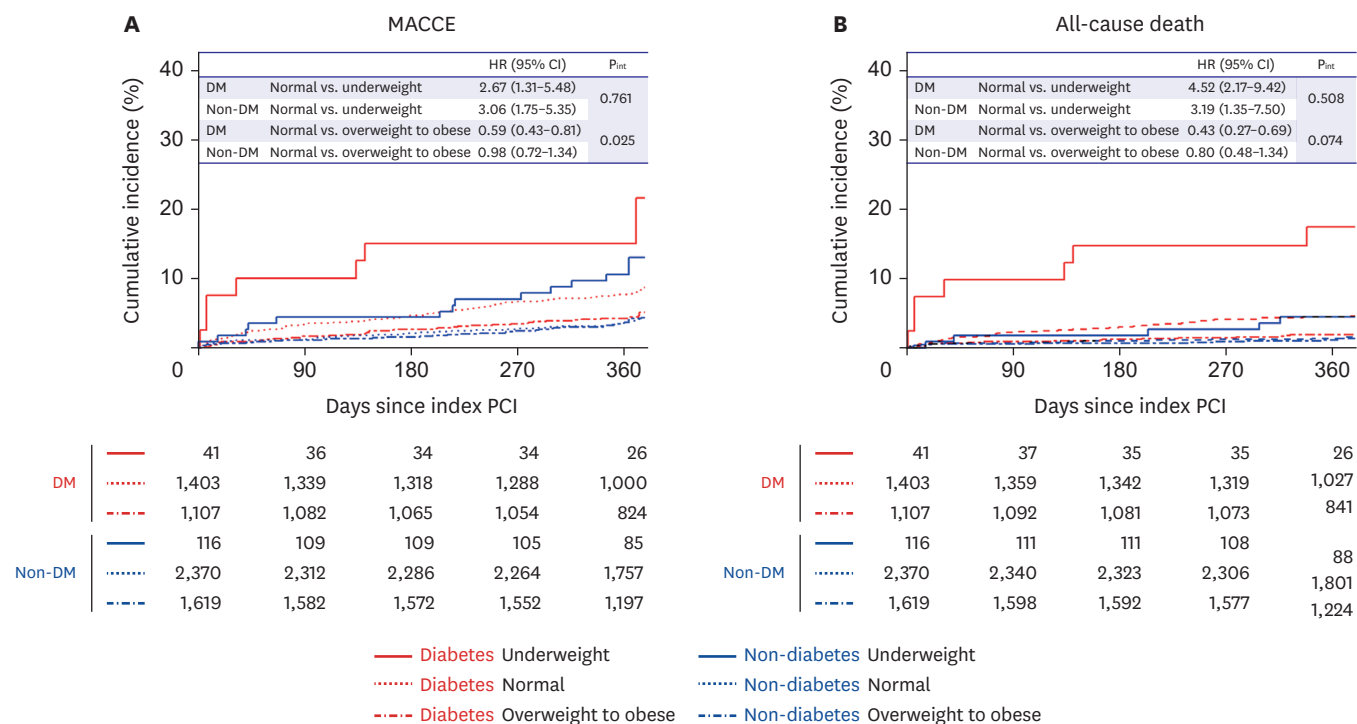 A MACCE
Cumulative incidence (%)
40
30
20
10
HR (95% CI) Pint
DM Normal vs. underweight 2.67 (1.31–5.48) 0.761
Non-DM Normal vs. underweight 3.06 (1.75–5.35)
DM Normal vs. overweight to obese 0.59 (0.43–0.81) 0.025
Non-DM Normal vs. overweight to obese 0.98 (0.72–1.34)
0 90 180 270 360
Days since index PCI
DM
41 36 34 34 26
1,403 1,339 1,318 1,288 1,000
1,107 1,082 1,065 1,054 824
Non-DM
116 109 109 105 85
2,370 2,312 2,286 2,264 1,757
1,619 1,582 1,572 1,552 1,197
B All-cause death
Cumulative incidence (%)
40
30
20
10
HR (95% CI) Pint
DM Normal vs. underweight 4.52 (2.17–9.42) 0.508
Non-DM Normal vs. underweight 3.19 (1.35–7.50)
DM Normal vs. overweight to obese 0.43 (0.27–0.69) 0.074
Non-DM Normal vs. overweight to obese 0.80 (0.48–1.34)
0 90 180 270 360
Days since index PCI
DM
41 37 35 35 26
1,403 1,359 1,342 1,319 1,027
1,107 1,092 1,081 1,073 841
Non-DM
116 111 111 108 88
2,370 2,340 2,323 2,306 1,801
1,619 1,598 1,592 1,577 1,224
Diabetes Underweight
Diabetes Normal
Diabetes Overweight to obese
Non-diabetes Underweight
Non-diabetes Normal
Non-diabetes Overweight to obese